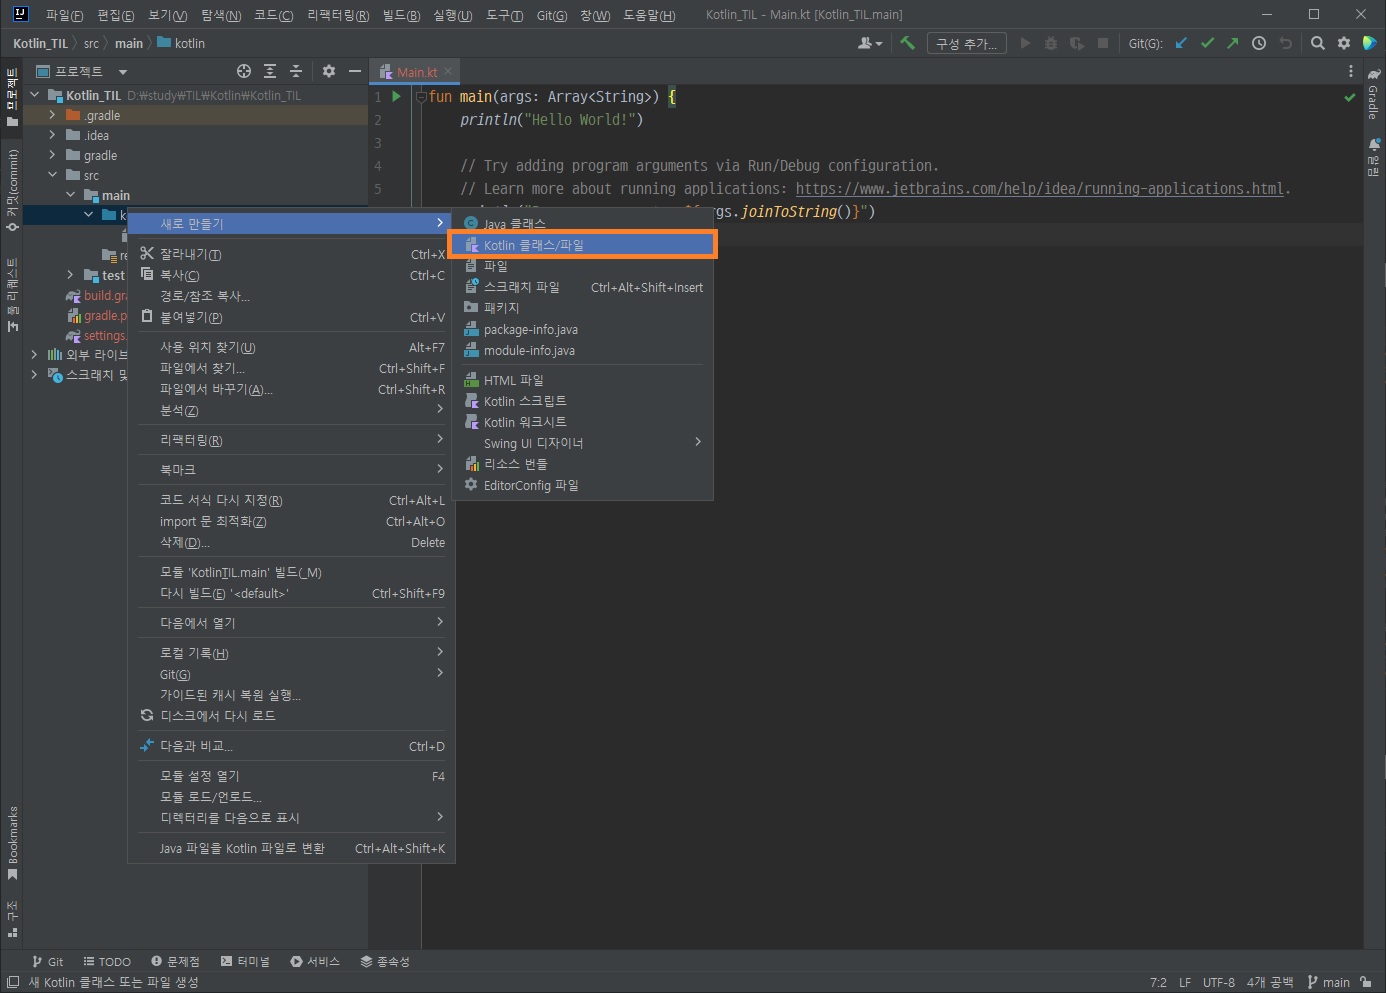 파일(F) 편집(E) 보기(V) 탐색(N) 코드(C) 리팩터링(R) 빌드(B) 실행(U) 도구(T) Git(G) 창(W) 도움말(H) Kotlin_TIL - Main.kt [Kotlin_TIL.main]
Kotlin_TIL src main kotlin 구성 추가... Git(G):
프로젝트
Main.kt
Kotlin_TIL D:₩study₩TIL₩Kotlin₩Kotlin_TIL
.gradle
.idea
gradle
src
main
k
re
test
build.gra
gradle.p
settings.
외부 라이브
스크래치 및
1 fun main(args: Array<String>) {
2 println("Hello World!")
3
4 // Try adding program arguments via Run/Debug configuration.
5 // Learn more about running applications: https://www.jetbrains.com/help/idea/running-applications.html.
rgs.joinToString()}")
새로 만들기
잘라내기(T) Ctrl+X
복사(C) Ctrl+C
경로/참조 복사...
붙여넣기(P) Ctrl+V
사용 위치 찾기(U) Alt+F7
파일에서 찾기... Ctrl+Shift+F
파일에서 바꾸기(A)... Ctrl+Shift+R
분석(Z)
리팩터링(R)
북마크
코드 서식 다시 지정(R) Ctrl+Alt+L
import 문 최적화(Z) Ctrl+Alt+O
삭제(D)... Delete
모듈 'KotlinTIL.main' 빌드(_M)
다시 빌드(E) '<default>' Ctrl+Shift+F9
다음에서 열기
로컬 기록(H)
Git(G)
가이드된 캐시 복원 실행...
디스크에서 다시 로드
다음과 비교... Ctrl+D
모듈 설정 열기 F4
모듈 로드/언로드...
디렉터리를 다음으로 표시
Java 파일을 Kotlin 파일로 변환 Ctrl+Alt+Shift+K
Java 클래스
Kotlin 클래스/파일
파일
스크래치 파일 Ctrl+Alt+Shift+Insert
패키지
package-info.java
module-info.java
HTML 파일
Kotlin 스크립트
Kotlin 워크시트
Swing UI 디자이너
리소스 번들
EditorConfig 파일
프로젝트
커밋(commit)
풀 리퀘스트
Bookmarks
구조
Gradle
알림
Git TODO 문제점 터미널 서비스 종속성
새 Kotlin 클래스 또는 파일 생성 7:2 LF UTF-8 4개 공백 main